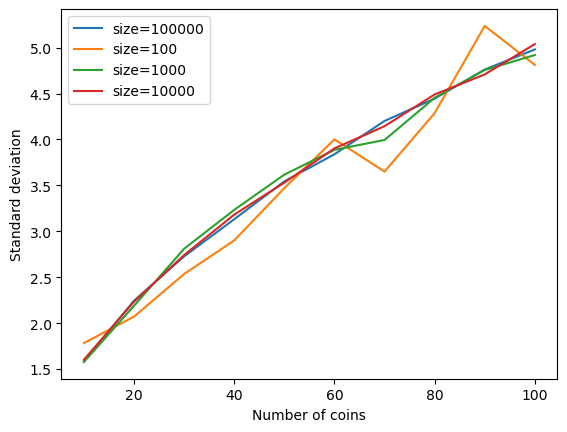 size=100000
size=100
size=1000
size=10000
5.0
4.5
4.0
3.5
3.0
2.5
2.0
1.5
Standard deviation
20
40
60
80
100
Number of coins